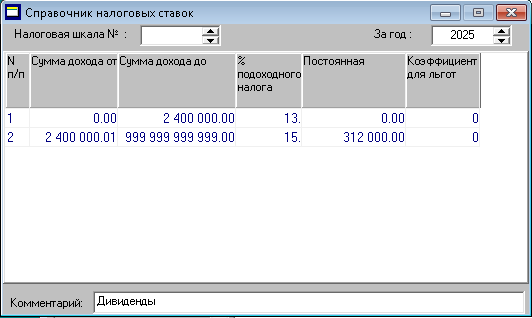 Справочник налоговых ставок
Налоговая шкала № : За год : 2025
N п/п Сумма дохода от Сумма дохода до % подоходного налога Постоянная Коэффициент для льгот
1 0.00 2 400 000.00 13. 0.00 0
2 2 400 000.01 999 999 999 999.00 15. 312 000.00 0
Комментарий: Дивиденды